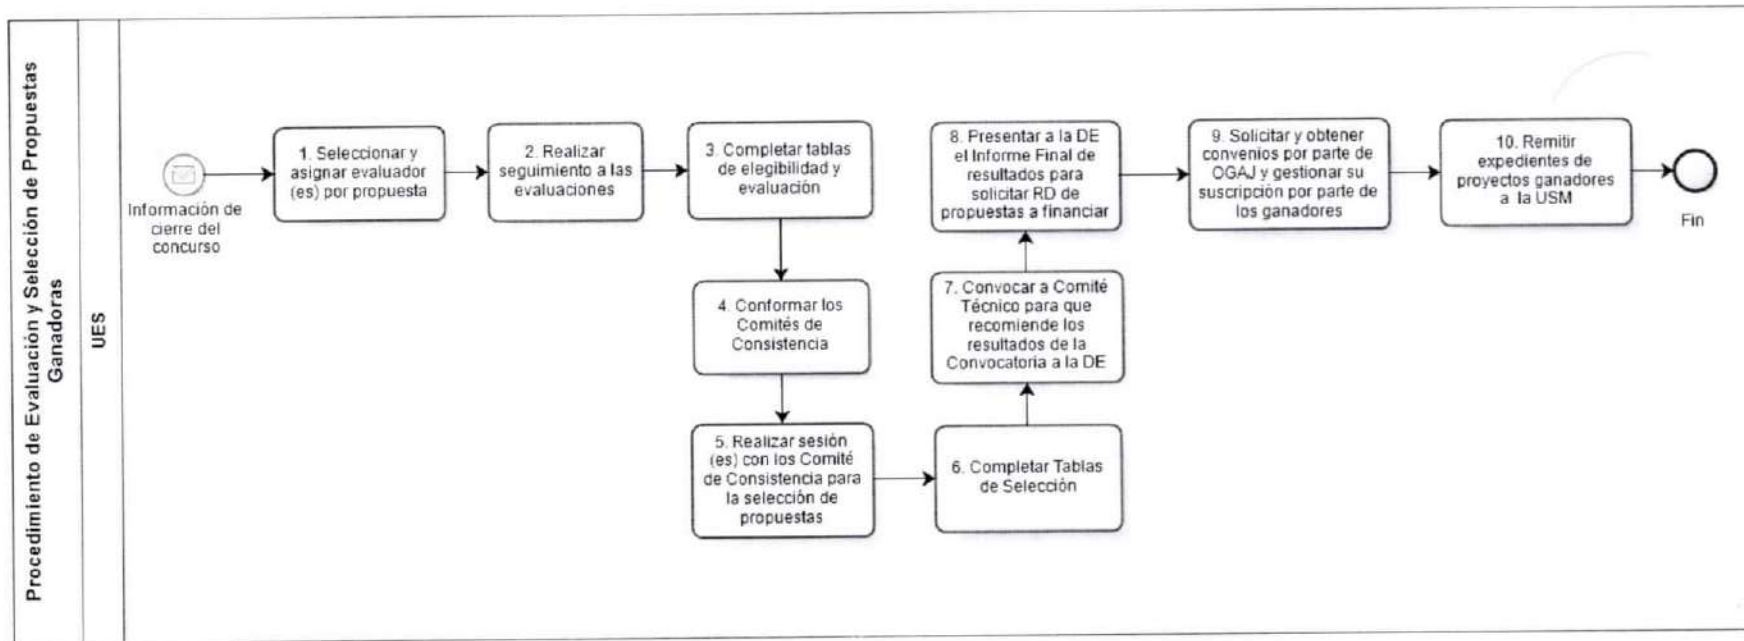 Procedimiento de Evaluación y Selección de Propuestas
Ganadoras
UES
Información de
cierre del
concurso
1. Seleccionar y
asignar evaluador
(es) por propuesta
2. Realizar
seguimiento a las
evaluaciones
3. Completar tablas
de elegibilidad y
evaluación
4. Conformar los
Comités de
Consistencia
5. Realizar sesión
(es) con los Comité
de Consistencia para
la selección de
propuestas
6. Completar Tablas
de Selección
7. Convocar a Comité
Técnico para que
recomiende los
resultados de la
Convocatoria a la DE
8. Presentar a la DE
el Informe Final de
resultados para
solicitar RD de
propuestas a financiar
9. Solicitar y obtener
convenios por parte de
OGAJ y gestionar su
suscripción por parte de
los ganadores
10. Remitir
expedientes de
proyectos ganadores
a la USM
Fin